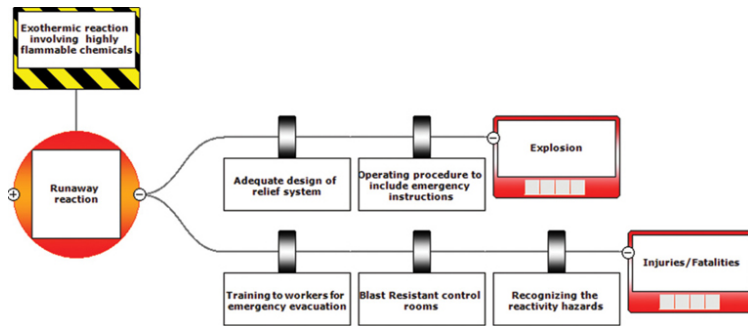 Exothermic reaction
involving highly
flammable chemicals
Runaway
reaction
Adequate design of
relief system
Operating procedure to
include emergency
instructions
Explosion
Training to workers for
emergency evacuation
Blast Resistant control
rooms
Recognizing the
reactivity hazards
Injuries/Fatalities